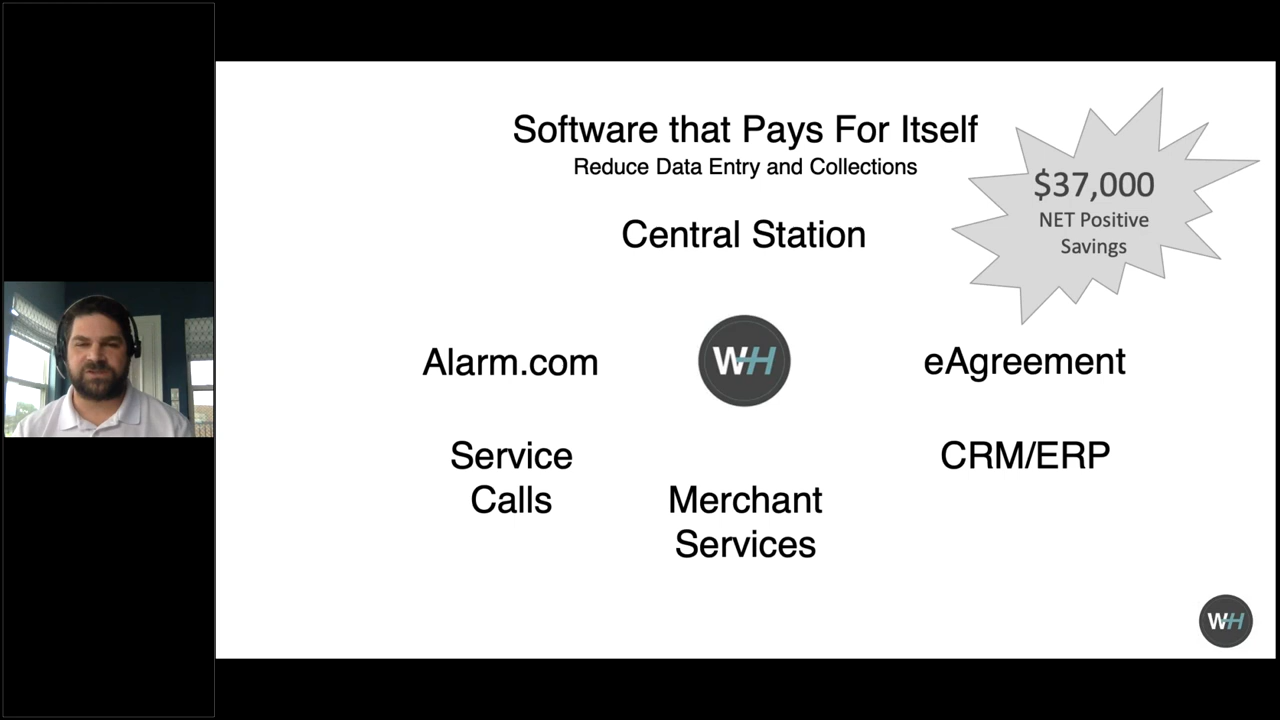 Software that Pays For Itself
Reduce Data Entry and Collections
$37,000
NET Positive
Savings
Central Station
Alarm.com
WH
eAgreement
Service
Calls
CRM/ERP
Merchant
Services
WH